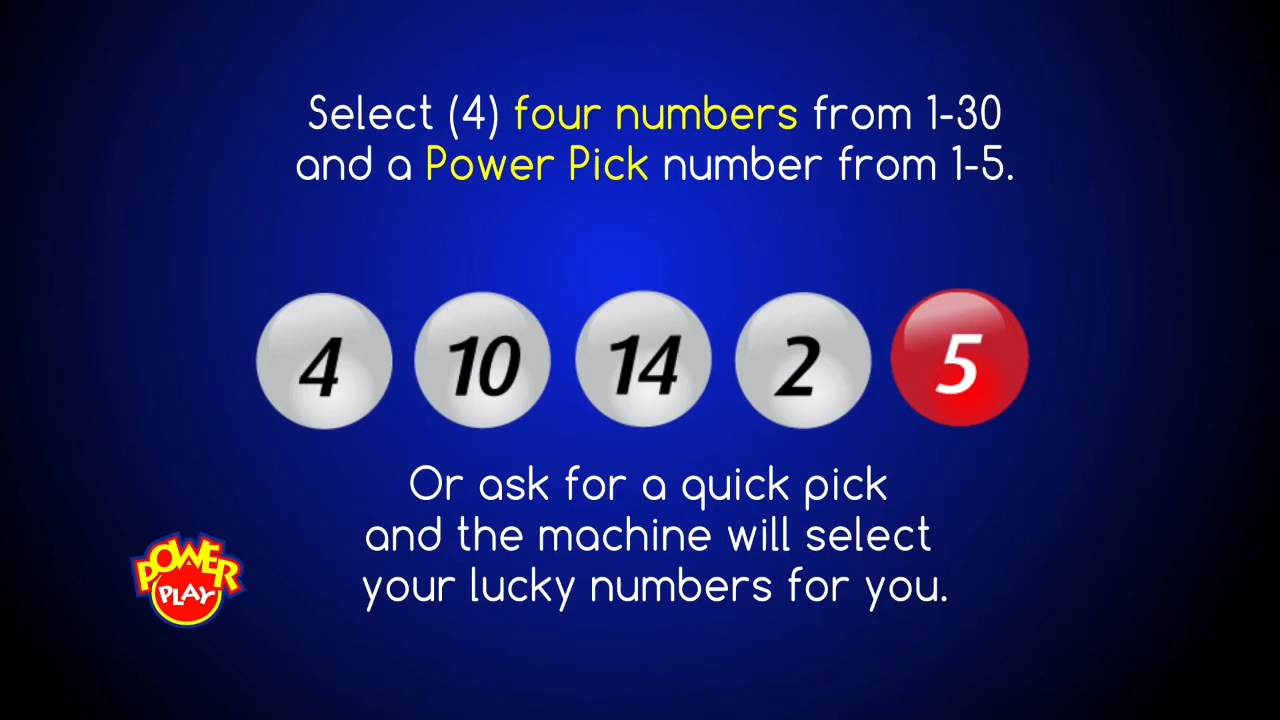 Select (4) four numbers from 1-30
and a Power Pick number from 1-5.
4 10 14 2 5
Or ask for a quick pick
and the machine will select
your lucky numbers for you.
POWER
PLAY